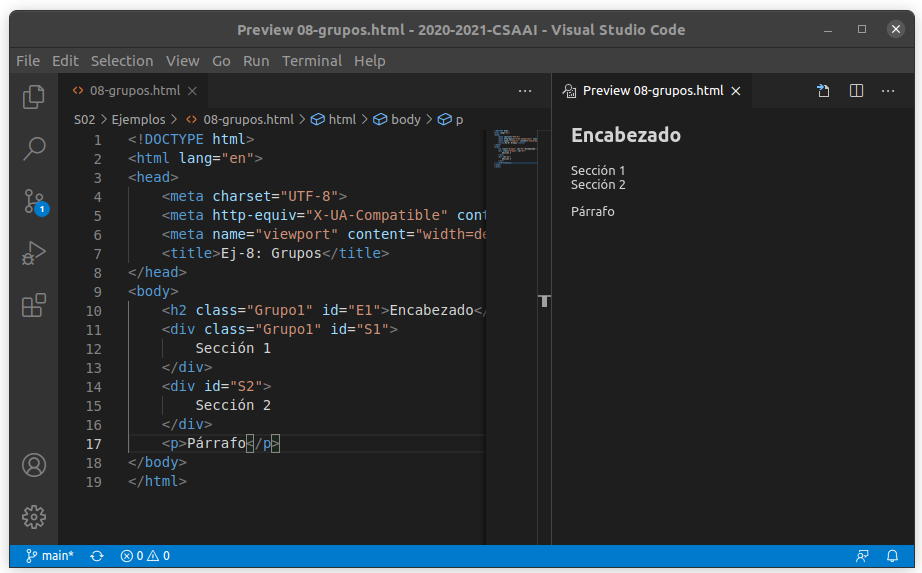 Preview 08-grupos.html - 2020-2021-CSAAI - Visual Studio Code
File Edit Selection View Go Run Terminal Help
08-grupos.html
S02 > Ejemplos > 08-grupos.html > html > body > p
1 <!DOCTYPE html>
2 <html lang="en">
3 <head>
4 <meta charset="UTF-8">
5 <meta http-equiv="X-UA-Compatible" cont
6 <meta name="viewport" content="width=de
7 <title>Ej-8: Grupos</title>
8 </head>
9 <body>
10 <h2 class="Grupo1" id="E1">Encabezado</
11 <div class="Grupo1" id="S1">
12 Sección 1
13 </div>
14 <div id="S2">
15 Sección 2
16 </div>
17 <p>Párrafo</p>
18 </body>
19 </html>
Preview 08-grupos.html
Encabezado
Sección 1
Sección 2
Párrafo
1
main* 0 0